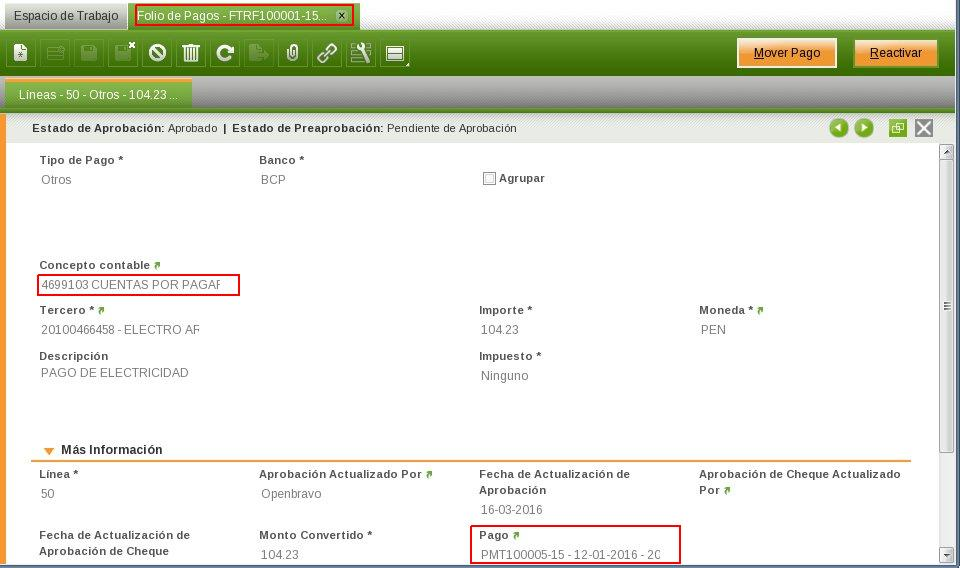 Espacio de Trabajo
Folio de Pagos - FTRF100001-15...
Mover Pago
Reactivar
Líneas - 50 - Otros - 104.23 ...
Estado de Aprobación: Aprobado | Estado de Preaprobación: Pendiente de Aprobación
Tipo de Pago * Banco *
Otros BCP Agrupar
Concepto contable
4699103 CUENTAS POR PAGAR
Tercero * Importe * Moneda *
20100466458 - ELECTRO AR 104.23 PEN
Descripción Impuesto *
PAGO DE ELECTRICIDAD Ninguno
Más Información
Línea * Aprobación Actualizado Por Fecha de Actualización de Aprobación de Cheque Actualizado
50 Openbravo Aprobación Por
16-03-2016
Fecha de Actualización de Monto Convertido * Pago
Aprobación de Cheque 104.23 PMT100005-15 - 12-01-2016 - 20